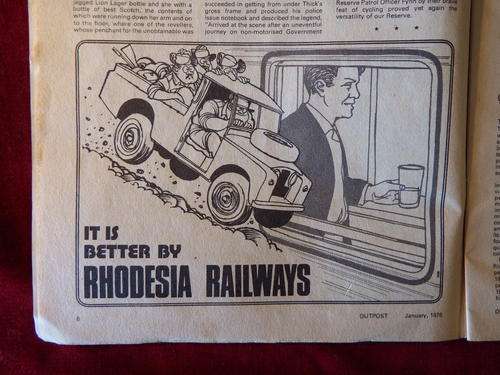 jagged Lion Lager bottle and she with a
bottle of best Scotch, the contents of
which were running down her arm and on
to the floor, where one of the revellers,
whose penchant for the unobtainable was
succeeded in getting from under Thick's
gross frame and produced his police
issue notebook and described the legend,
"Arrived at the scene after an uneventful
journey on non-motorised Government
Reserve Patrol Officer Fynn by their brave
feat of cycling proved yet again the
versatility of our Reserve.
IT IS
BETTER BY
RHODESIA RAILWAYS
6
OUTPOST January, 1976